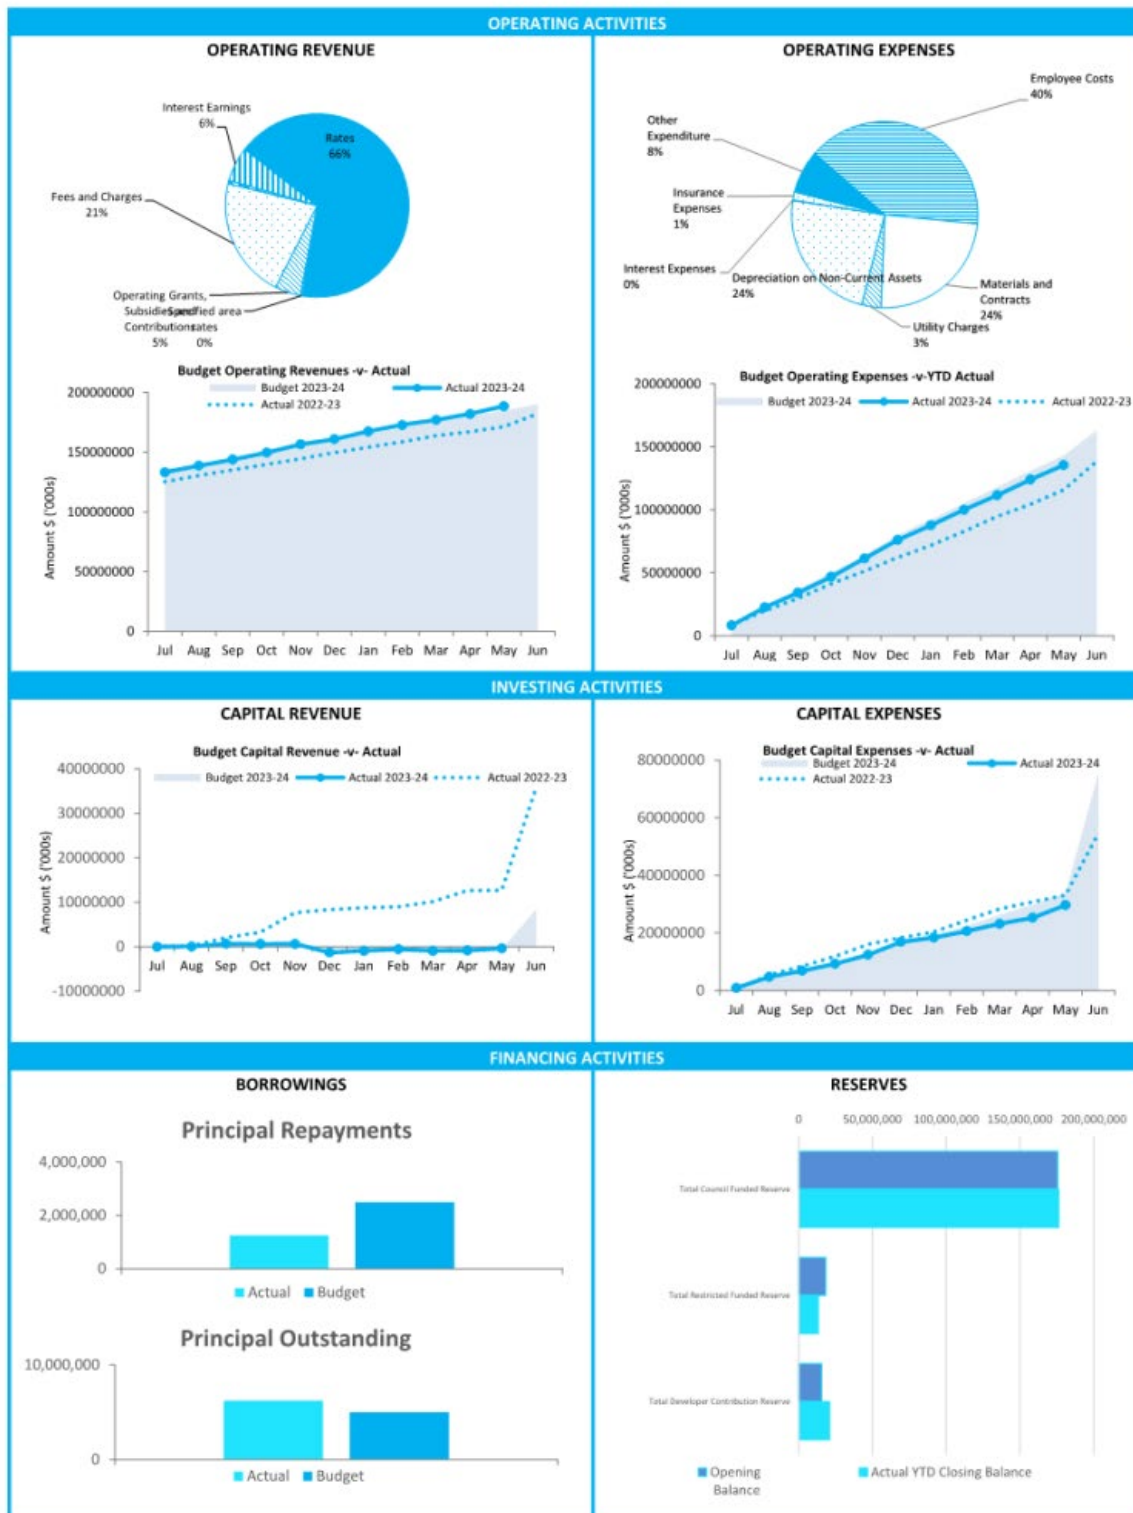 OPERATING ACTIVITIES
OPERATING REVENUE
Interest Earnings
6%
Rates
66%
Fees and Charges
21%
Operating Grants,
Subsidies and
Contributions
5%
Specified area
rates
0%
Budget Operating Revenues -v- Actual
Budget 2023-24
Actual 2023-24
Actual 2022-23
Amount $ ('000s)
200000000
150000000
100000000
50000000
0
Jul Aug Sep Oct Nov Dec Jan Feb Mar Apr May Jun
OPERATING EXPENSES
Employee Costs
40%
Other
Expenditure
8%
Insurance
Expenses
1%
Interest Expenses
0%
Depreciation on Non-Current Assets
24%
Materials and
Contracts
24%
Utility Charges
3%
Budget Operating Expenses -v-YTD Actual
Budget 2023-24 Actual 2023-24 Actual 2022-23
Amount $ ('000s)
200000000
150000000
100000000
50000000
0
Jul Aug Sep Oct Nov Dec Jan Feb Mar Apr May Jun
INVESTING ACTIVITIES
CAPITAL REVENUE
Budget Capital Revenue -v- Actual
Budget 2023-24 Actual 2023-24 Actual 2022-23
Amount $ ('000s)
40000000
30000000
20000000
10000000
0
-10000000
Jul Aug Sep Oct Nov Dec Jan Feb Mar Apr May Jun
CAPITAL EXPENSES
Budget Capital Expenses -v- Actual
Budget 2023-24
Actual 2023-24
Actual 2022-23
Amount $ ('000s)
80000000
60000000
40000000
20000000
0
Jul Aug Sep Oct Nov Dec Jan Feb Mar Apr May Jun
FINANCING ACTIVITIES
BORROWINGS
Principal Repayments
4,000,000
2,000,000
0
Actual Budget
Principal Outstanding
10,000,000
0
Actual Budget
RESERVES
0 50,000,000 100,000,000 150,000,000 200,000,000
Total Council Funded Reserve
Total Restricted Funded Reserve
Total Developer Contribution Reserve
Opening
Balance
Actual YTD Closing Balance